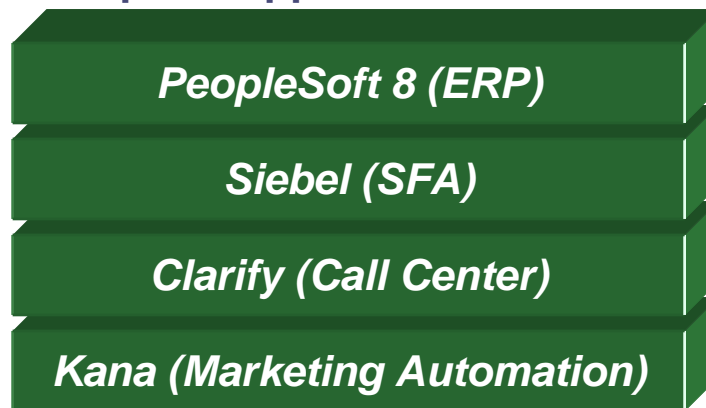 PeopleSoft 8 (ERP)
Siebel (SFA)
Clarify (Call Center)
Kana (Marketing Automation)